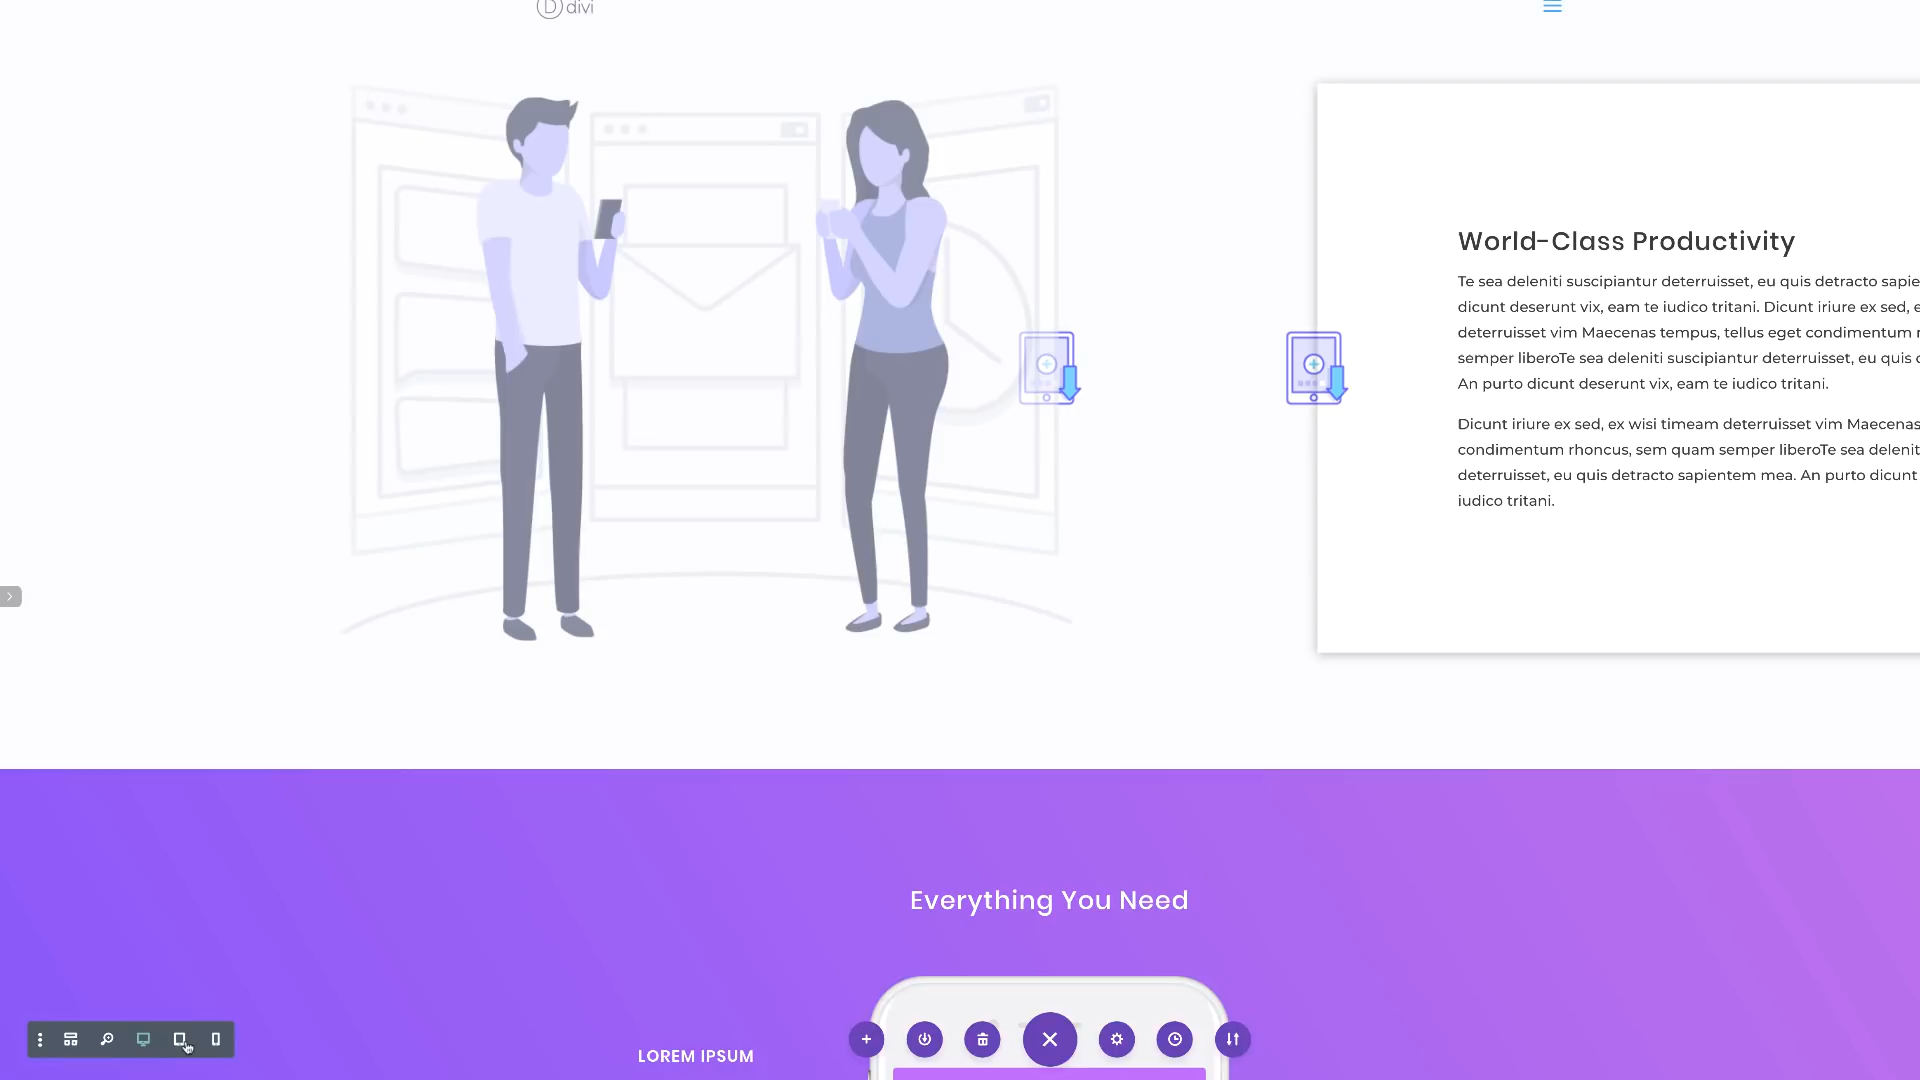 divi
World-Class Productivity
Te sea deleniti suscipiantur deterruisset, eu quis detracto sapie
dicunt deserunt vix, eam te iudico tritani. Dicunt iriure ex sed, e
deterruisset vim Maecenas tempus, tellus eget condimentum
semper liberoTe sea deleniti suscipiantur deterruisset, eu quis
An purto dicunt deserunt vix, eam te iudico tritani.
Dicunt iriure ex sed, ex wisi timeam deterruisset vim Maecenas
condimentum rhoncus, sem quam semper liberoTe sea delenit
deterruisset, eu quis detracto sapientem mea. An purto dicunt
iudico tritani.
Everything You Need
LOREM IPSUM